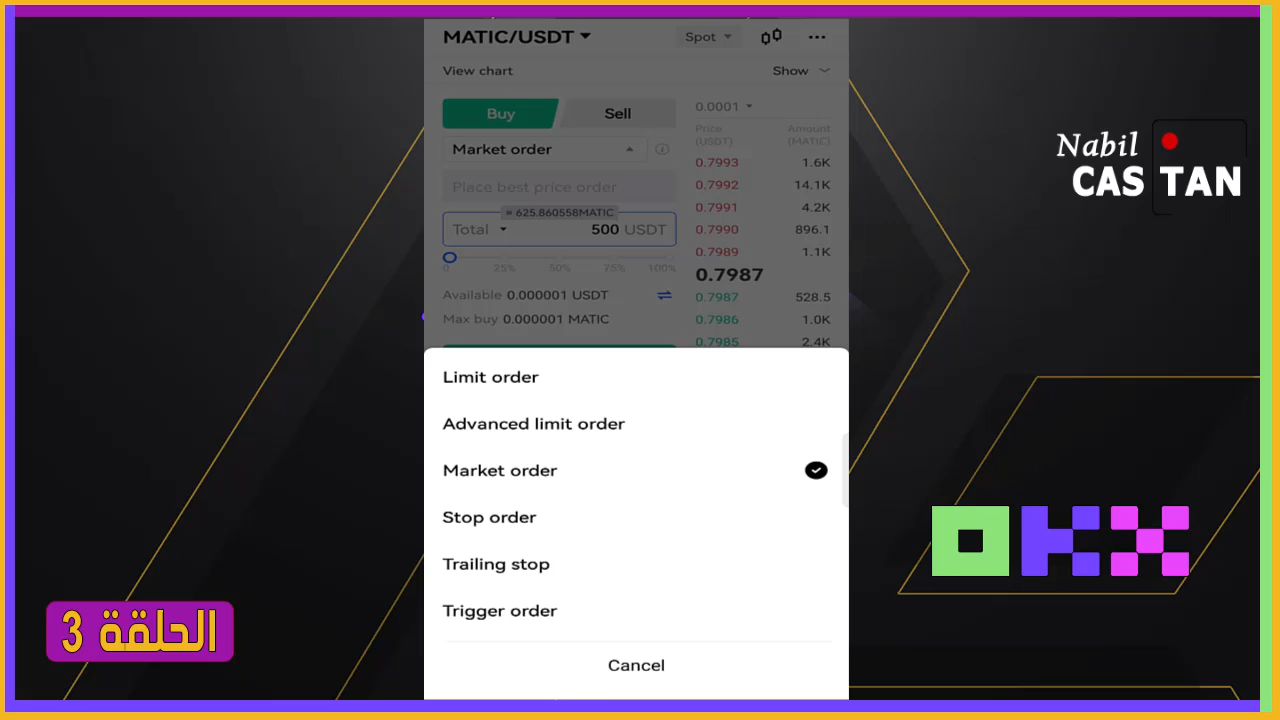 MATIC/USDT
Spot
View chart
Show
Buy
Sell
0.0001
Price (USDT)
Amount (MATIC)
Market order
Place best price order
= 625.860558MATIC
Total
500 USDT
0 25% 50% 75% 100%
Available 0.000001 USDT
Max buy 0.000001 MATIC
0.7993 1.6K
0.7992 14.1K
0.7991 4.2K
0.7990 896.1
0.7989 1.1K
0.7987
0.7987 528.5
0.7986 1.0K
0.7985 2.4K
Limit order
Advanced limit order
Market order
Stop order
Trailing stop
Trigger order
Cancel
Nabil
CASTAN
OKX
الحلقة 3